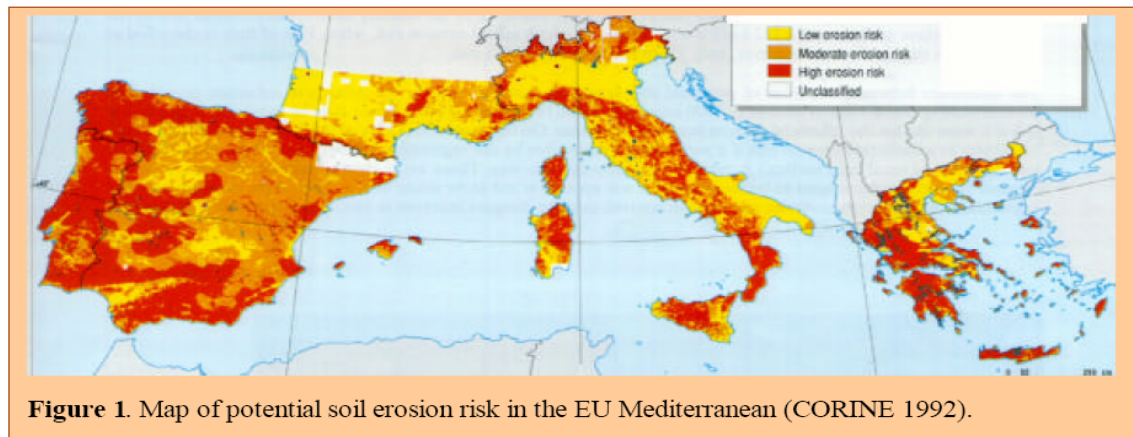 Low erosion risk
Moderate erosion risk
High erosion risk
Unclassified
Figure 1. Map of potential soil erosion risk in the EU Mediterranean (CORINE 1992).